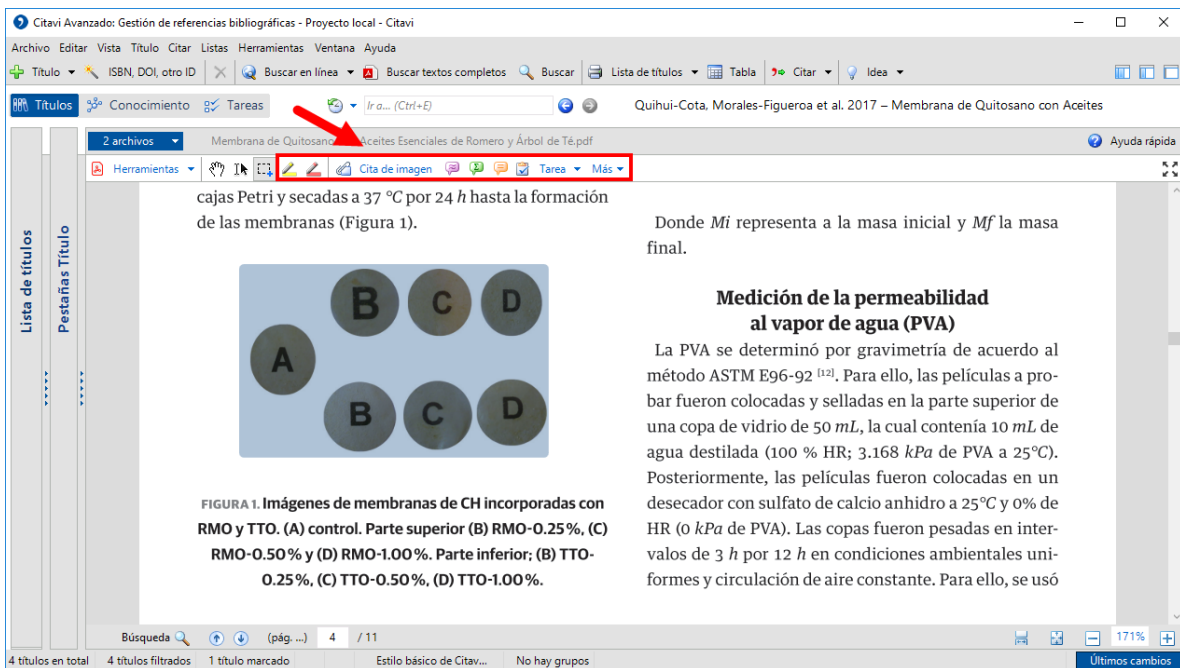 Citavi Avanzado: Gestión de referencias bibliográficas - Proyecto local - Citavi
Archivo Editar Vista Título Citar Listas Herramientas Ventana Ayuda
Título ISBN, DOI, otro ID Buscar en línea Buscar textos completos Buscar Lista de títulos Tabla Citar Idea
Títulos Conocimiento Tareas Ir a... (Ctrl+E) Quihui-Cota, Morales-Figueroa et al. 2017 – Membrana de Quitosano con Aceites
2 archivos Membrana de Quitosano Aceites Esenciales de Romero y Árbol de Té.pdf Ayuda rápida
Herramientas Cita de imagen Tarea Más
Lista de títulos
Pestañas Título
cajas Petri y secadas a 37 °C por 24 h hasta la formación
de las membranas (Figura 1).
B C D
A
B C D
FIGURA 1. Imágenes de membranas de CH incorporadas con
RMO y TTO. (A) control. Parte superior (B) RMO-0.25%, (C)
RMO-0.50% y (D) RMO-1.00%. Parte inferior; (B) TTO-
0.25%, (C) TTO-0.50%, (D) TTO-1.00%.
Donde Mi representa a la masa inicial y Mf la masa
final.
Medición de la permeabilidad
al vapor de agua (PVA)
La PVA se determinó por gravimetría de acuerdo al
método ASTM E96-92 [12]. Para ello, las películas a pro-
bar fueron colocadas y selladas en la parte superior de
una copa de vidrio de 50 mL, la cual contenía 10 mL de
agua destilada (100 % HR; 3.168 kPa de PVA a 25°C).
Posteriormente, las películas fueron colocadas en un
desecador con sulfato de calcio anhidro a 25°C y 0% de
HR (0 kPa de PVA). Las copas fueron pesadas en inter-
valos de 3 h por 12 h en condiciones ambientales uni-
formes y circulación de aire constante. Para ello, se usó
Búsqueda (pág. ...) 4 / 11 171%
4 títulos en total 4 títulos filtrados 1 título marcado Estilo básico de Citav... No hay grupos Últimos cambios